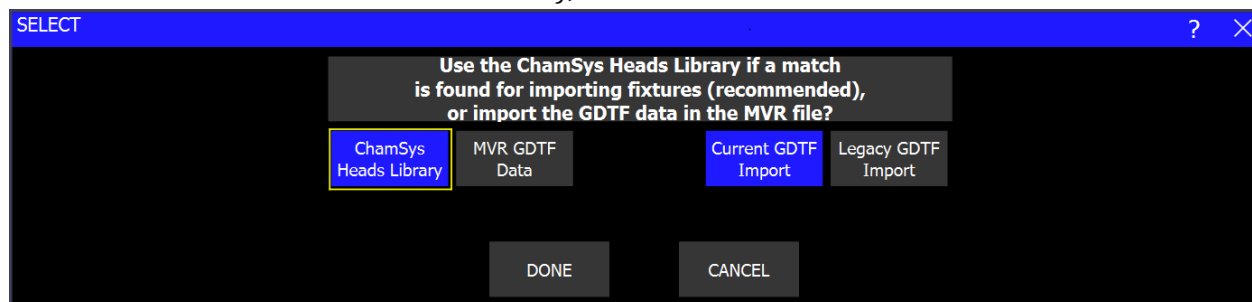 SELECT ? X
Use the ChamSys Heads Library if a match
is found for importing fixtures (recommended),
or import the GDTF data in the MVR file?
ChamSys
Heads Library
MVR GDTF
Data
Current GDTF
Import
Legacy GDTF
Import
DONE
CANCEL